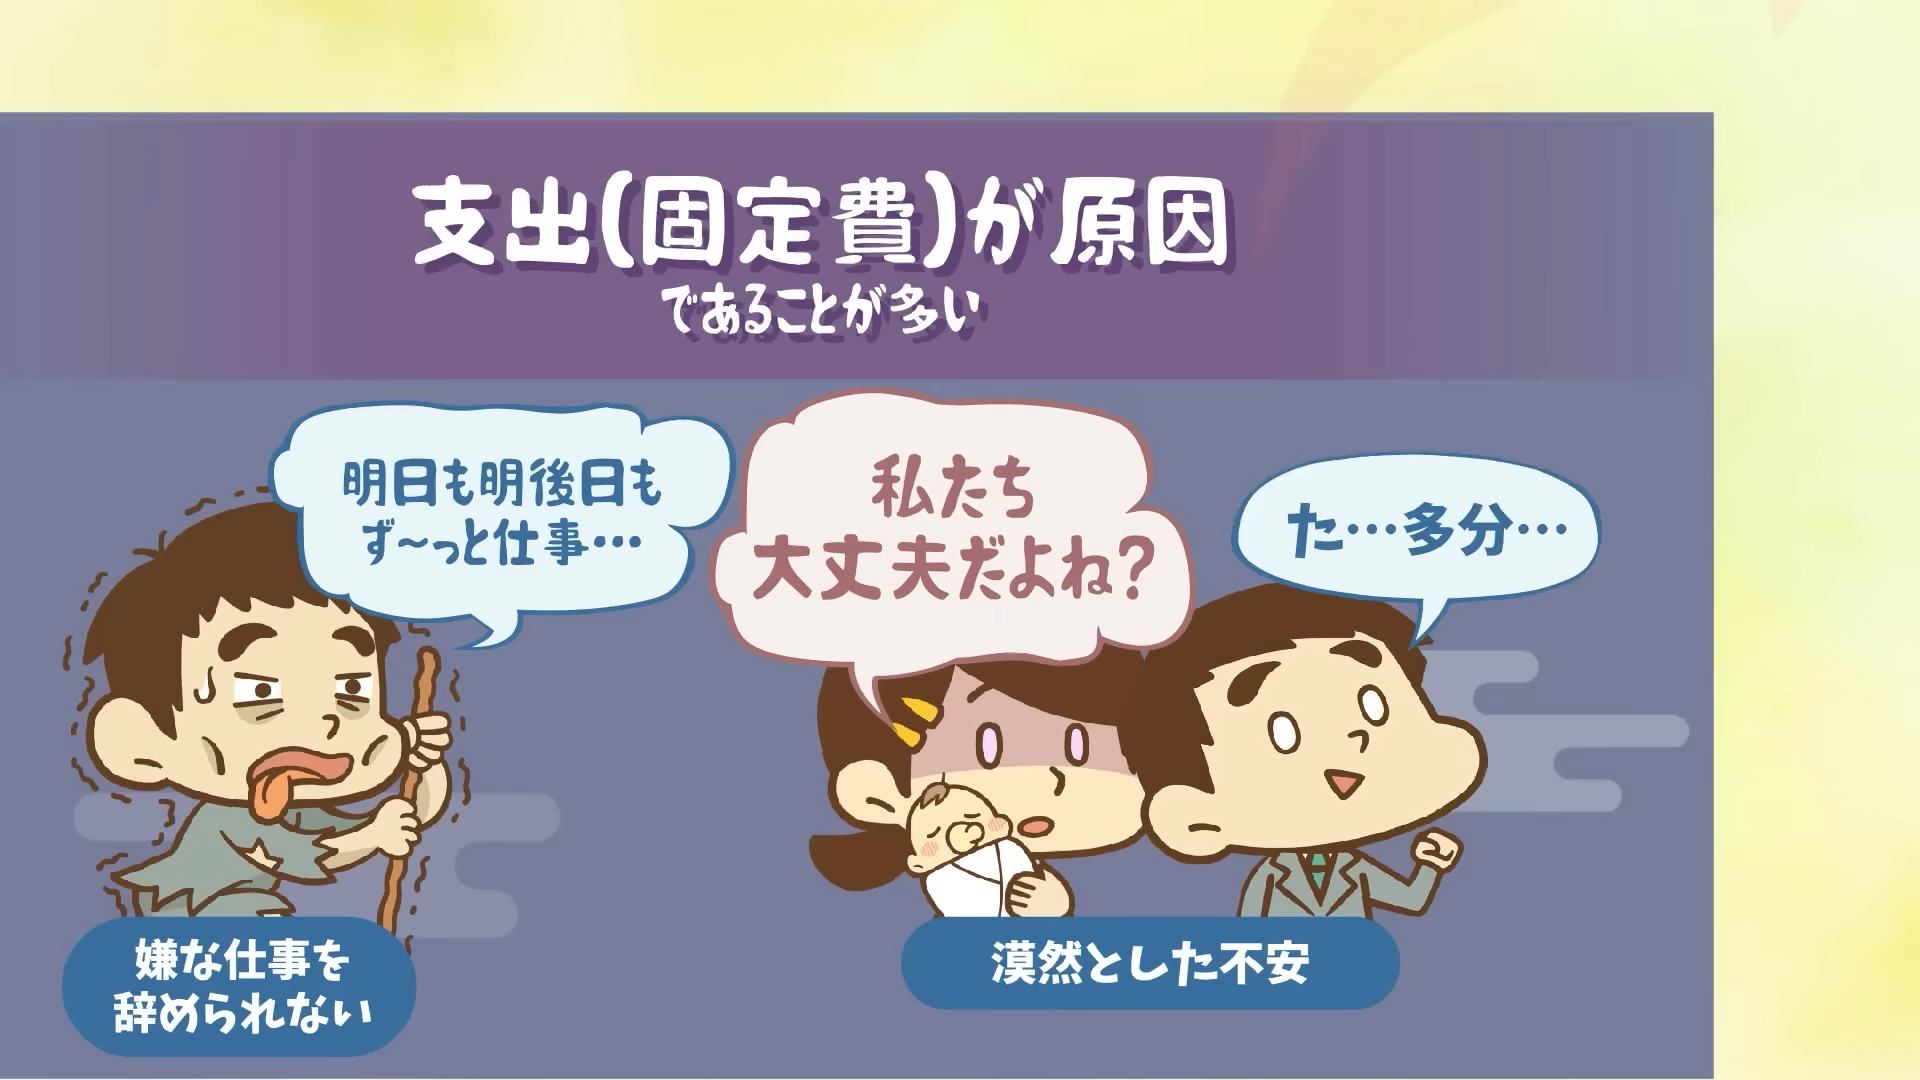 支出(固定費)が原因
であることが多い
明日も明後日も
ず～っと仕事…
私たち
大丈夫だよね?
た…多分…
嫌な仕事を
辞められない
漠然とした不安